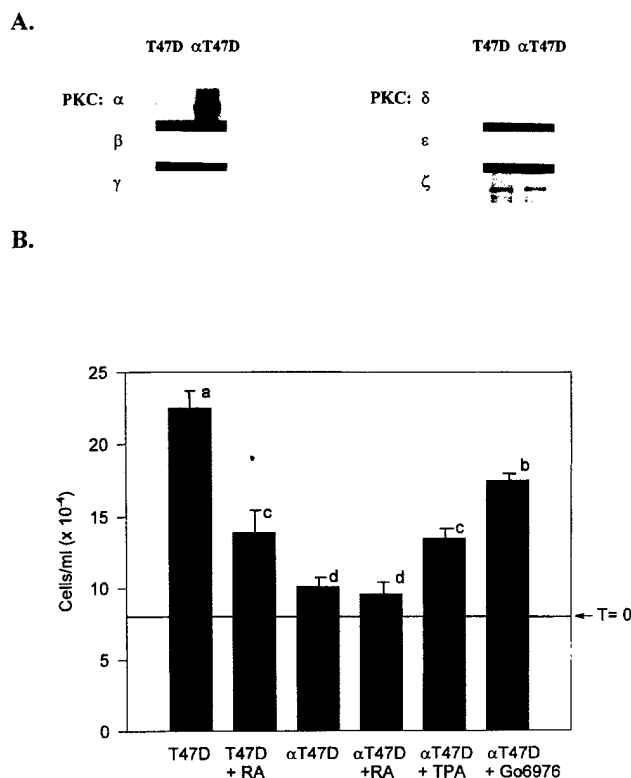 A.
T47D αT47D
PKC: α
β
γ
T47D αT47D
PKC: δ
ε
ζ
B.
Cells/ml (x 10⁻⁴)
25
20
15
10
5
0
a
c
d
d
c
b
T= 0
T47D
T47D + RA
αT47D
αT47D +RA
αT47D + TPA
αT47D + Go6976